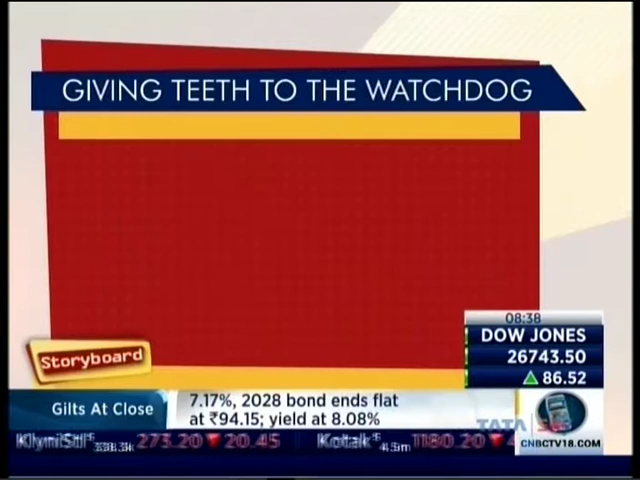 GIVING TEETH TO THE WATCHDOG
08:38
DOW JONES
26743.50
▲ 86.52
Storyboard
Gilts At Close
7.17%, 2028 bond ends flat
at ₹94.15; yield at 8.08%
TATA
CNBCTV18.COM
273.20 ▼ 20.45 Kotak 1180.20 ▼